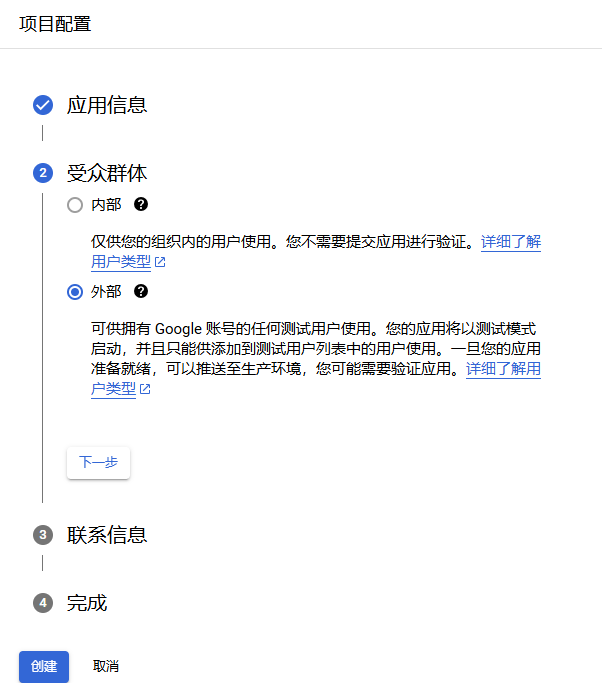 项目配置
应用信息
2 受众群体
内部
仅供您的组织内的用户使用。您不需要提交应用进行验证。详细了解
用户类型
外部
可供拥有 Google 账号的任何测试用户使用。您的应用将以测试模式
启动，并且只能供添加到测试用户列表中的用户使用。一旦您的应用
准备就绪，可以推送至生产环境，您可能需要验证应用。详细了解用
户类型
下一步
3 联系信息
4 完成
创建 取消